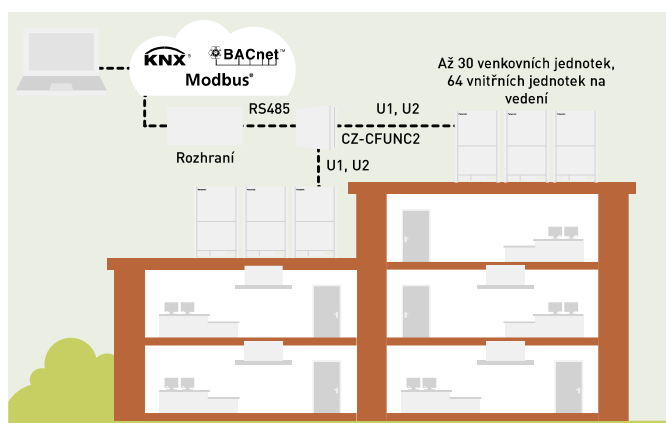 KNX®
BACnet™
Modbus®
Až 30 venkovních jednotek,
64 vnitřních jednotek na
vedení
RS485
U1, U2
CZ-CFUNC2
Rozhraní
U1, U2